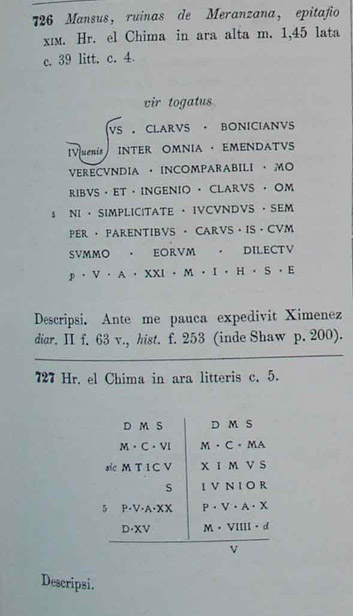 726 Mansus, ruinas de Meranzana, epitafio
XIM. Hr. el Chima in ara alta m. 1,45 lata
c. 39 litt. c. 4.
vir togatus
VS . CLARVS · BONICIANVS
IVuenis INTER OMNIA · EMENDATVS
VERECVNDIA · INCOMPARABILI · MO
RIBVS · ET · INGENIO · CLARVS · OM
5 NI · SIMPLICITATE · IVCVNDVS · SEM
PER · PARENTIBVS · CARVS · IS · CVM
SVMMO · EORVM · DILECTV
p · V · A · XXI · M · I · H · S · E
Descripsi. Ante me pauca expedivit Ximenez
diar. II f. 63 v., hist. f. 253 (inde Shaw p. 200).
727 Hr. el Chima in ara litteris c. 5.
D M S
M · C · VI
sic M T I C V
S
5 P·V·A·XX
D·XV
D M S
M · C · MA
X I M V S
I V N I O R
P · V · A · X
M · VIIII · d
V
Descripsi.